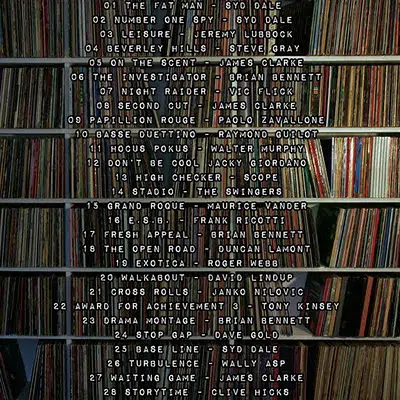 01 THE FAT MAN - SYD DALE
02 NUMBER ONE SPY - SYD DALE
03 LEISURE - JEREMY LUBBOCK
04 BEVERLEY HILLS - STEVE GRAY
05 ON THE SCENT - JAMES CLARKE
06 THE INVESTIGATOR - BRIAN BENNETT
07 NIGHT RAIDER - VIC FLICK
08 SECOND CUT - JAMES CLARKE
09 PAPILLION ROUGE - PAOLO ZAVALLONE
10 BASSE DUETTINO - RAYMOND GUILOT
11 HOCUS POKUS - WALTER MURPHY
12 DON'T BE COOL JACKY GIORDANO
13 HIGH CHECKER - SCOPE
14 STADIO - THE SWINGERS
15 GRAND ROQUE - MAURICE VANDER
16 E.S.B. - FRANK RICOTTI
17 FRESH APPEAL - BRIAN BENNETT
18 THE OPEN ROAD - DUNCAN LAMONT
19 EXOTICA - ROGER WEBB
20 WALKABOUT - DAVID LINDUP
21 CROSS ROLLS - JANKO NILOVIC
22 AWARD FOR ACHIEVEMENT 3 - TONY KINSEY
23 DRAMA MONTAGE - BRIAN BENNETT
24 STOP GAP - DAVE GOLD
25 BASE LINE - SYD DALE
26 TURBULENCE - WALLY ASP
27 WAITING GAME - JAMES CLARKE
28 STORYTIME - CLIVE HICKS